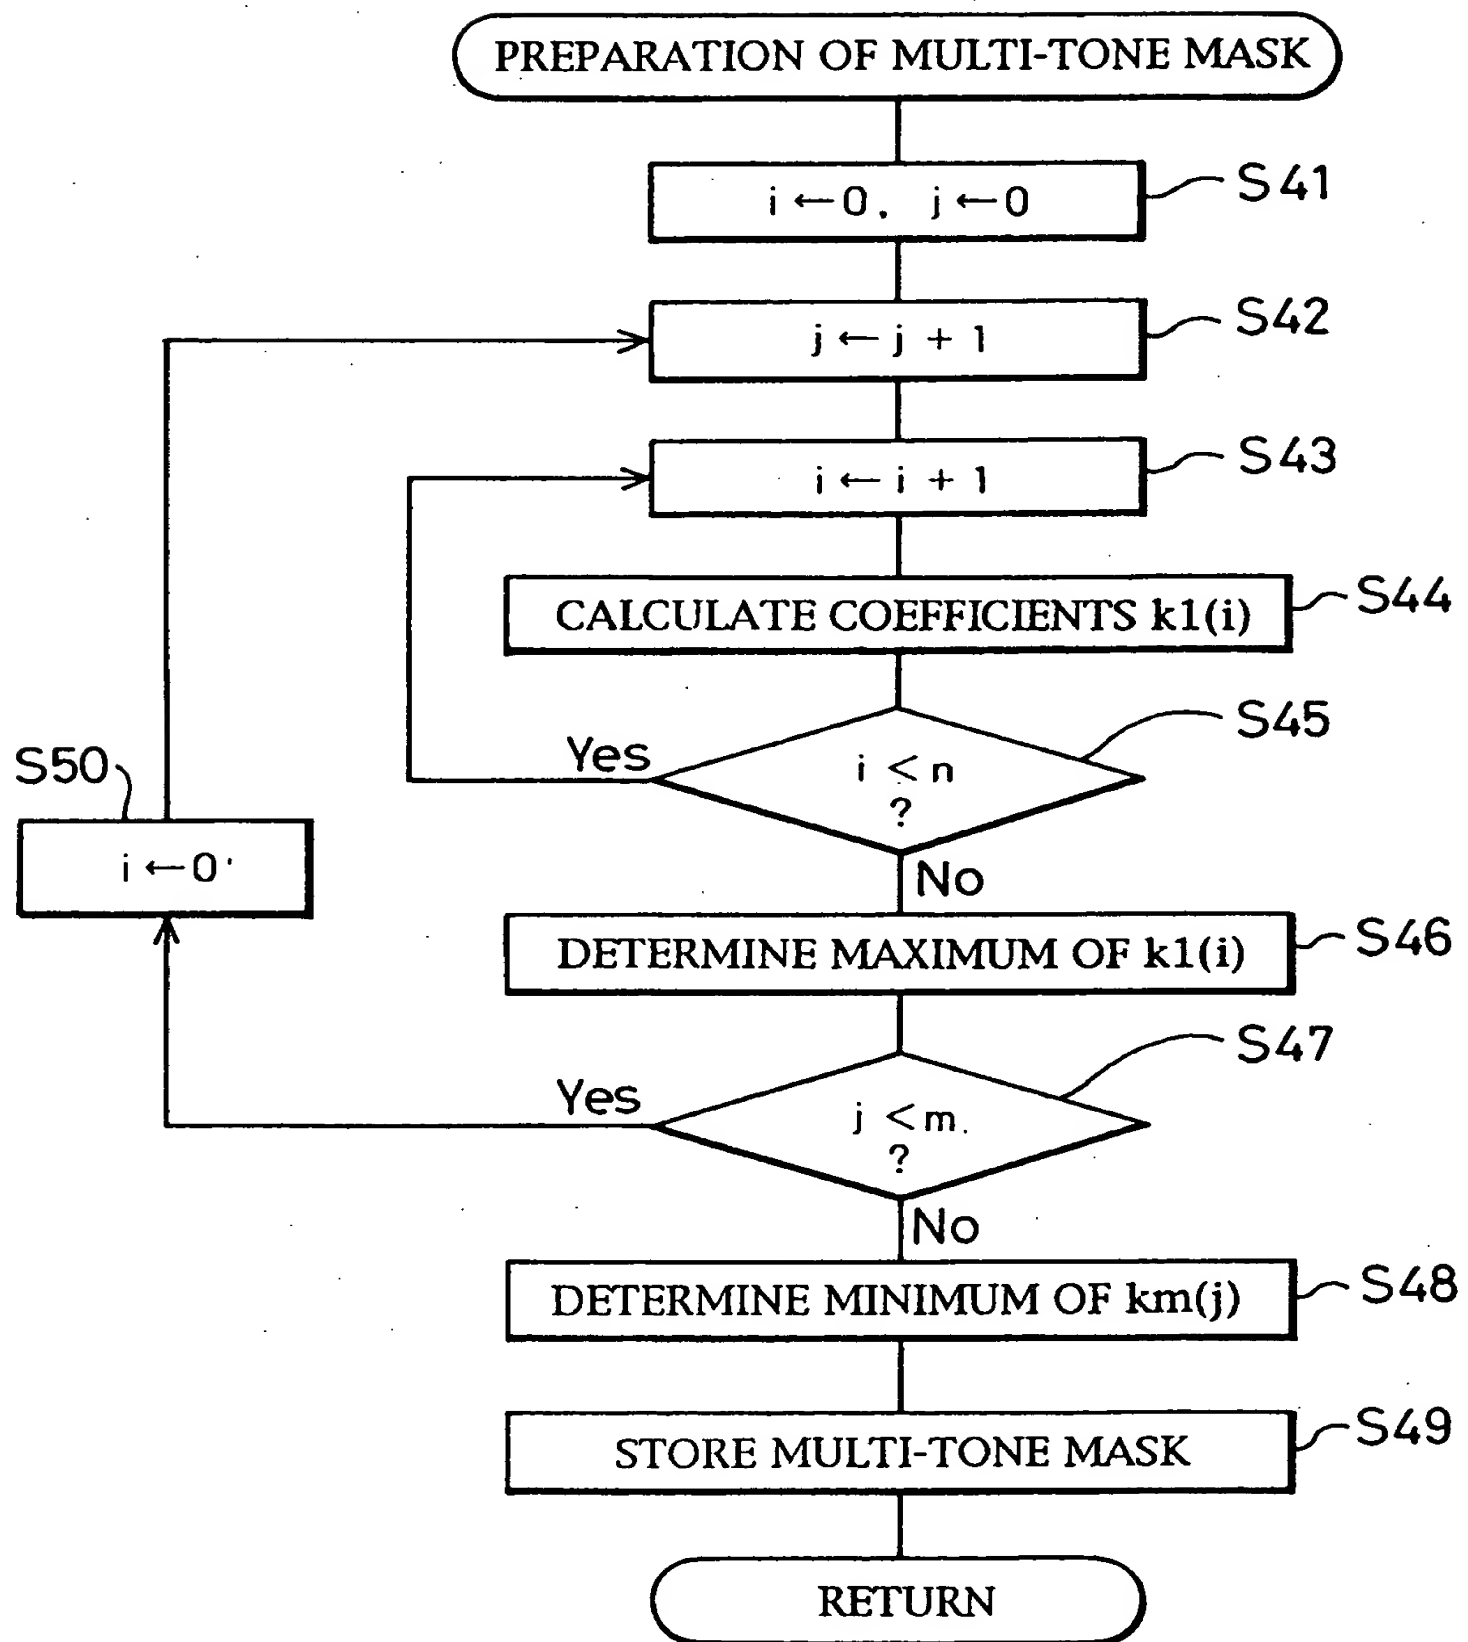 PREPARATION OF MULTI-TONE MASK
i ← 0, j ← 0
S41
j ← j + 1
S42
i ← i + 1
S43
CALCULATE COEFFICIENTS k1(i)
S44
i < n
?
S45
Yes
No
S50
i ← 0
DETERMINE MAXIMUM OF k1(i)
S46
j < m
?
S47
Yes
No
DETERMINE MINIMUM OF km(j)
S48
STORE MULTI-TONE MASK
S49
RETURN